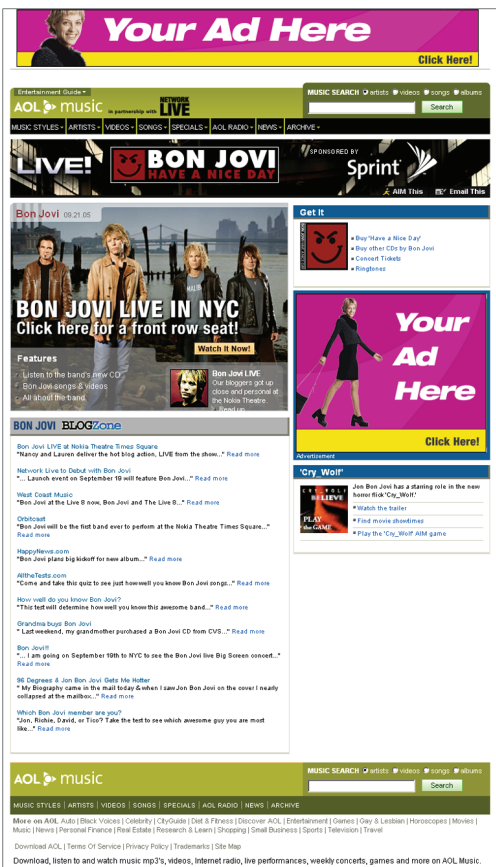 Your Ad Here
Click Here!
Entertainment Guide
AOL music in partnership with NETWORK LIVE
MUSIC SEARCH artists videos songs albums
Search
MUSIC STYLES ARTISTS VIDEOS SONGS SPECIALS AOL RADIO NEWS ARCHIVE
LIVE!
BON JOVI
HAVE A NICE DAY
SPONSORED BY
Sprint
AIM This Email This
Bon Jovi 09.21.05
BON JOVI LIVE IN NYC
Click here for a front row seat!
Watch It Now!
Features
Listen to the band's new CD
Bon Jovi songs & videos
All about the band
Bon Jovi LIVE
Our bloggers got up
close and personal at
the Nokia Theatre.
Read up
Get It
Buy 'Have a Nice Day'
Buy other CDs by Bon Jovi
Concert Tickets
Ringtones
Your
Ad
Here
Click Here!
Advertisement
'Cry_Wolf'
CRY_WOLF
BELIEVE
PLAY
the GAME
Jon Bon Jovi has a starring role in the new
horror flick 'Cry_Wolf.'
Watch the trailer
Find movie showtimes
Play the 'Cry_Wolf AIM game
BON JOVI BLOGZone
Bon Jovi LIVE at Nokia Theatre Times Square
"Nancy and Lauren deliver the hot blog action, LIVE from the show..." Read more
Network Live to Debut with Bon Jovi
"... Launch event on September 19 will feature Bon Jovi..." Read more
West Coast Music
"Bon Jovi at the Live 8 now, Bon Jovi and The Live 8..." Read more
Orbitcast
"Bon Jovi will be the first band ever to perform at the Nokia Theatre Times Square..."
Read more
HappyNews.com
"Bon Jovi plans big kickoff for new album..." Read more
AlltheTests.com
"Come and take this quiz to see just how well you know Bon Jovi songs..." Read more
How well do you know Bon Jovi?
"This test will determine how well you know this awesome band..." Read more
Grandma buys Bon Jovi
" Last weekend, my grandmother purchased a Bon Jovi CD from CVS..." Read more
Bon Jovi!!
"... I am going on September 19th to NYC to see the Bon Jovi live Big Screen concert..."
Read more
96 Degrees & Jon Bon Jovi Gets Me Hotter
" My Biography came in the mail today & when I saw Jon Bon Jovi on the cover I nearly
collapsed at the mailbox..." Read more
Which Bon Jovi member are you?
"Jon, Richie, David, or Tico? Take the test to see which awesome guy you are most
like..." Read more
AOL music
MUSIC SEARCH artists videos songs albums
Search
MUSIC STYLES | ARTISTS | VIDEOS | SONGS | SPECIALS | AOL RADIO | NEWS | ARCHIVE
More on AOL Auto | Black Voices | Celebrity | CityGuide | Diet & Fitness | Discover AOL | Entertainment | Games | Gay & Lesbian | Horoscopes | Movies |
Music | News | Personal Finance | Real Estate | Research & Learn | Shopping | Small Business | Sports | Television | Travel
Download AOL | Terms Of Service | Privacy Policy | Trademarks | Site Map
Download, listen to and watch music mp3's, videos, Internet radio, live performances, weekly concerts, games and more on AOL Music.